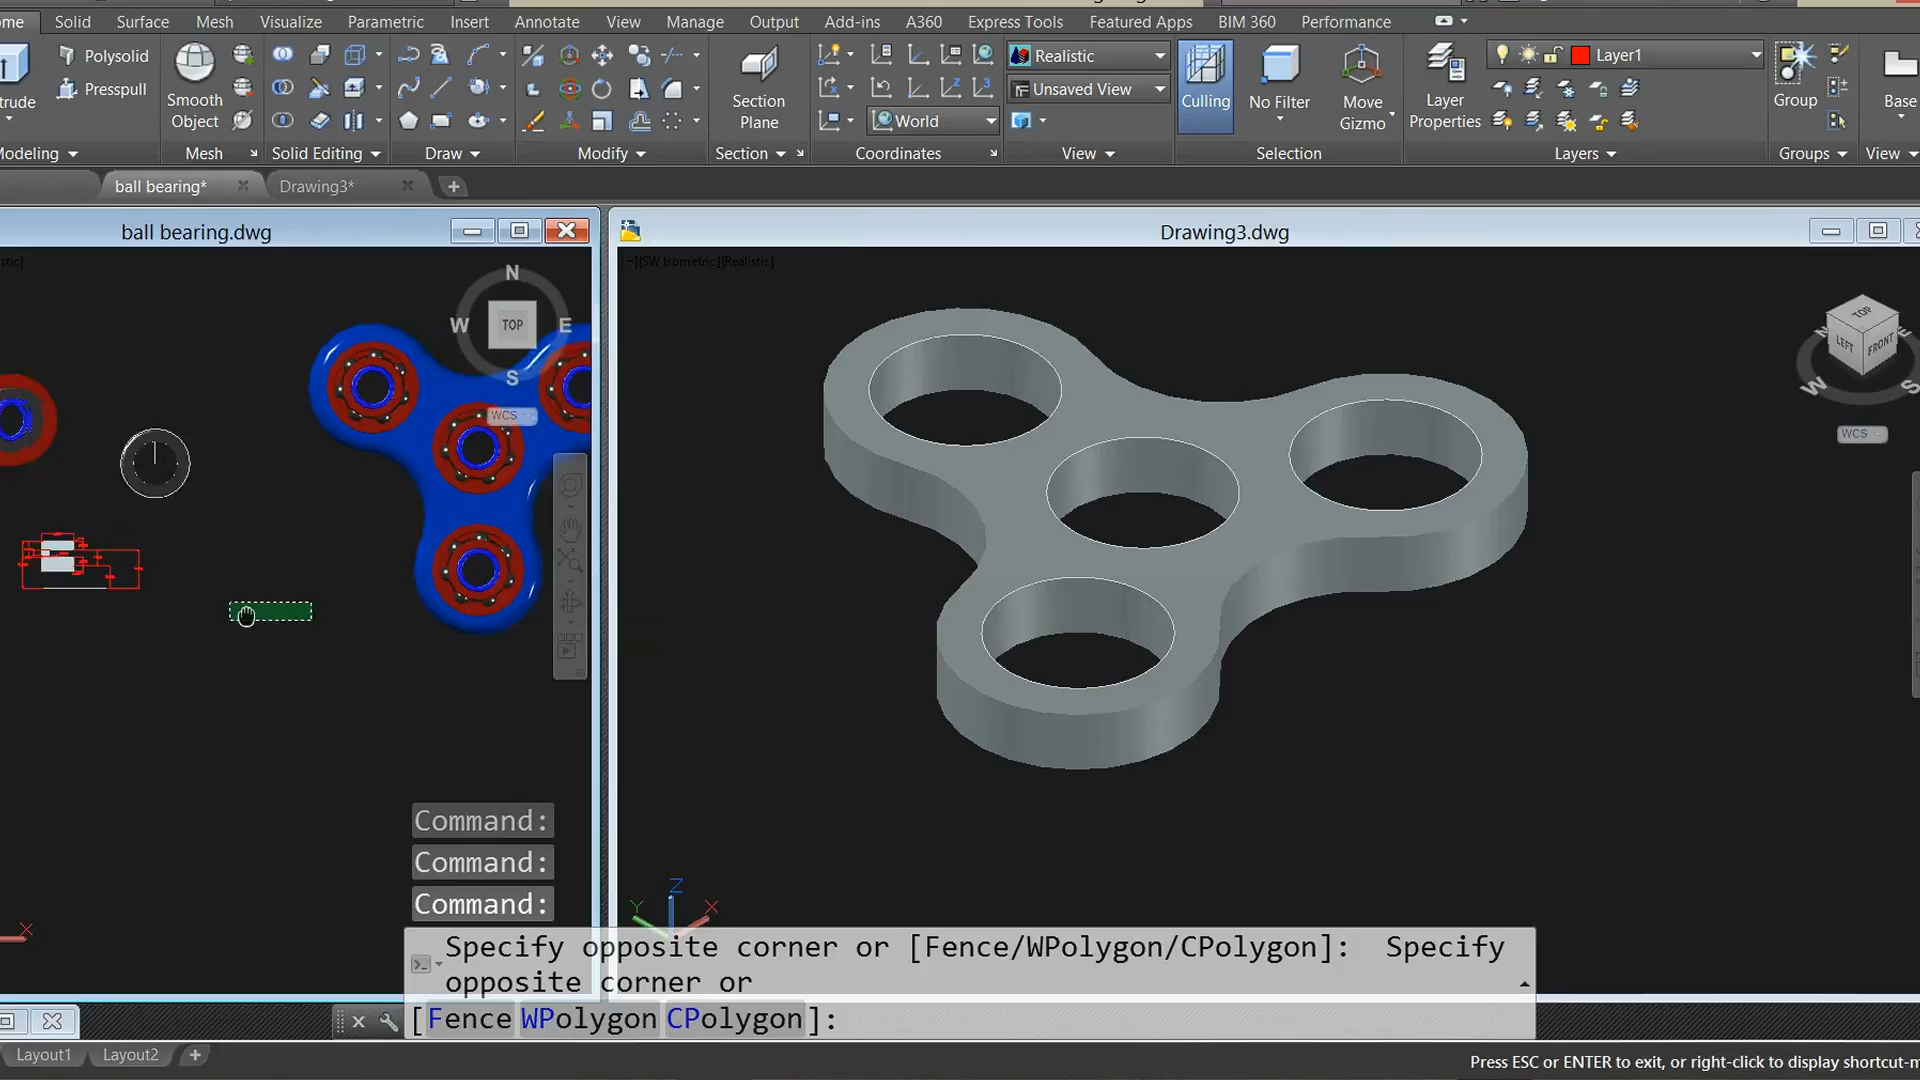 ome Solid Surface Mesh Visualize Parametric Insert Annotate View Manage Output Add-ins A360 Express Tools Featured Apps BIM 360 Performance
Polysolid
Presspull
trude
Smooth
Object
Section
Plane
Realistic
Unsaved View
World
Culling
No Filter
Move
Gizmo
Layer
Properties
Layer1
Group
Base
Modeling Mesh Solid Editing Draw Modify Section Coordinates View Selection Layers Groups View
ball bearing* Drawing3*
ball bearing.dwg
Drawing3.dwg
stic]
[−][SW Isometric][Realistic]
N
W TOP E
S
WCS
TOP
LEFT FRONT
N
E
W
S
WCS
Command:
Command:
Command:
Z
Y X
X
Specify opposite corner or [Fence/WPolygon/CPolygon]: Specify
opposite corner or
[Fence WPolygon CPolygon]:
Layout1 Layout2
Press ESC or ENTER to exit, or right-click to display shortcut-m